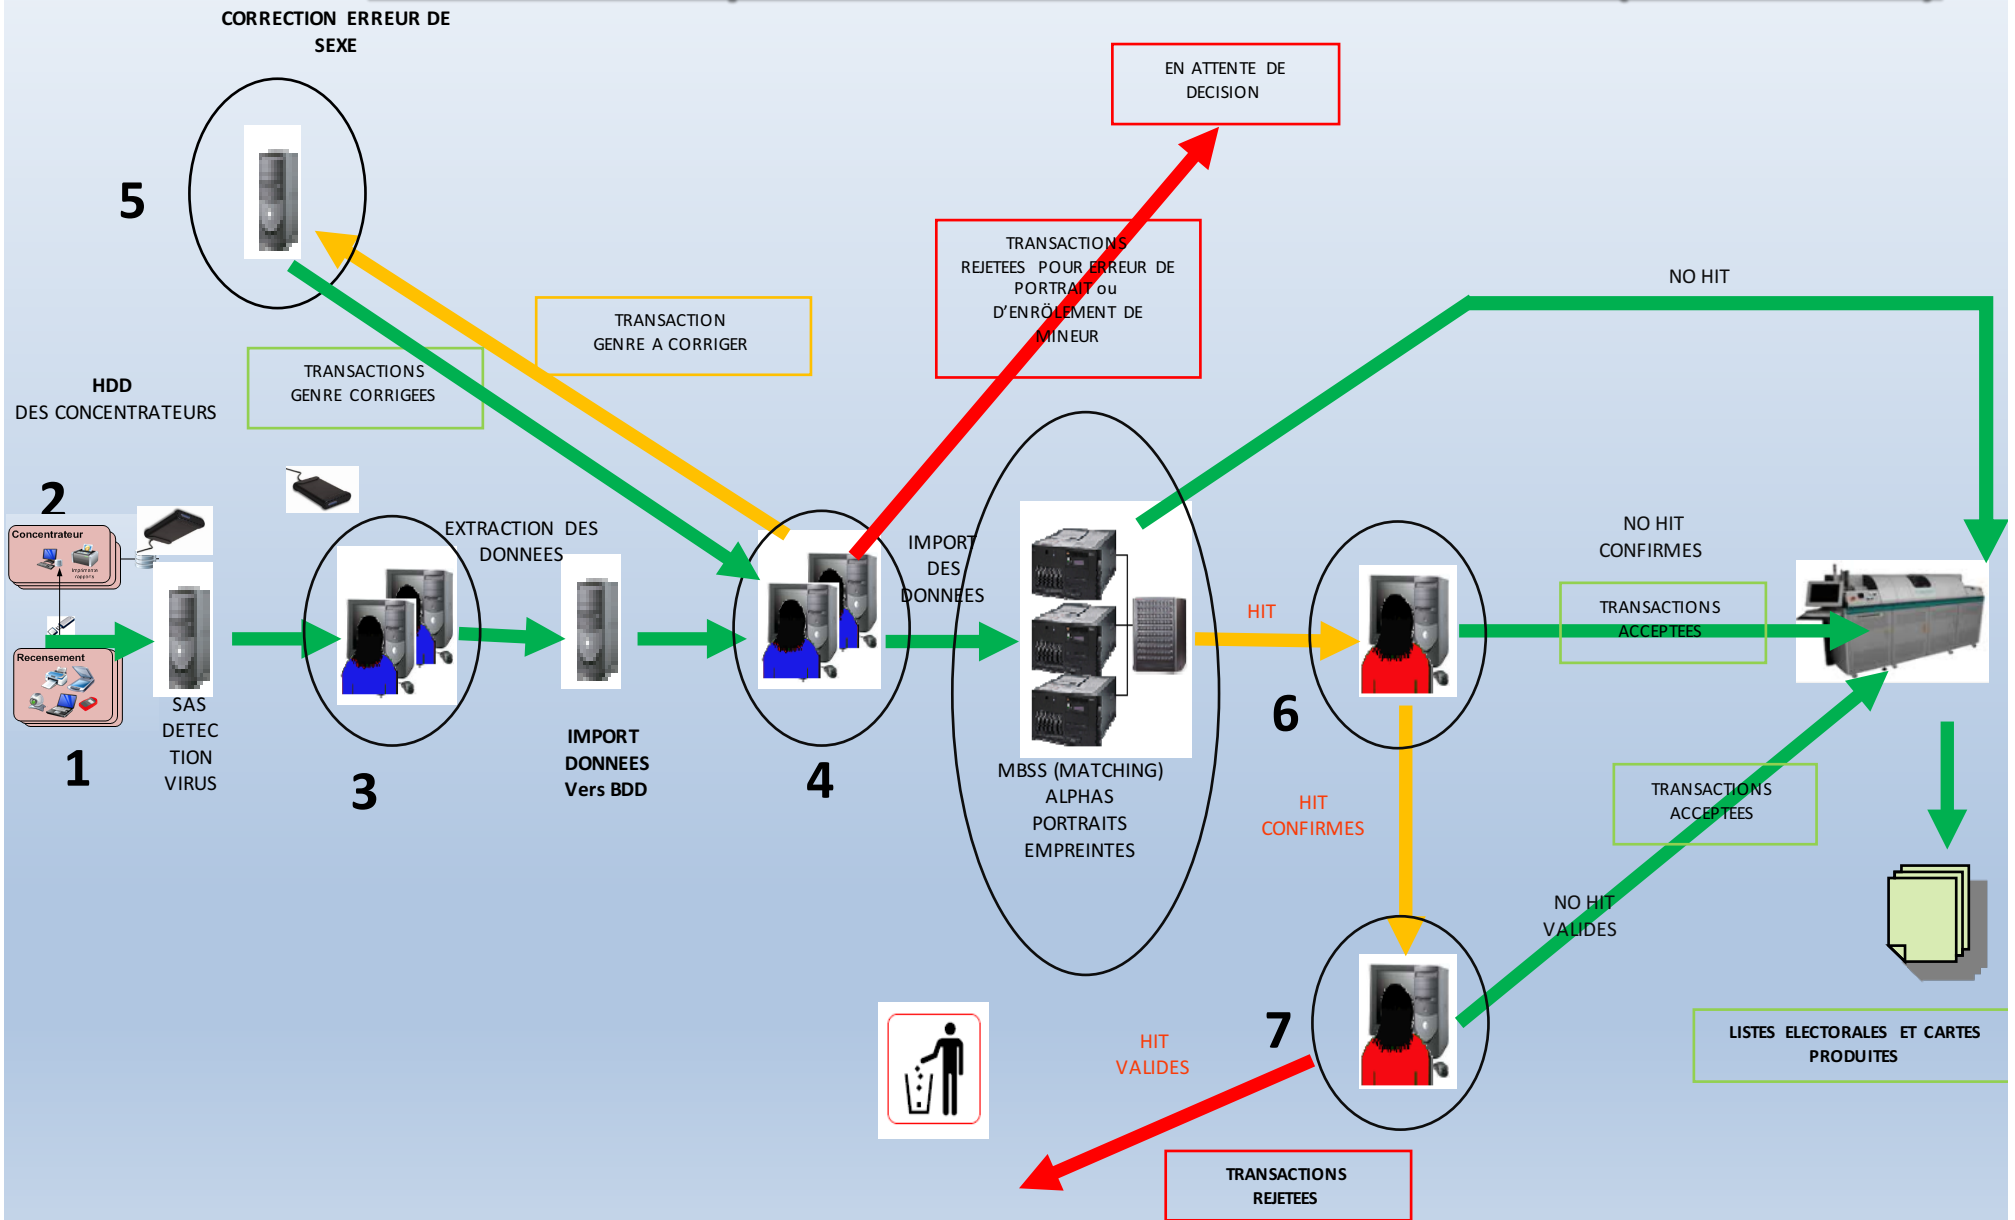 CORRECTION ERREUR DE
SEXE
EN ATTENTE DE
DECISION
5
TRANSACTIONS
REJETEES POUR ERREUR DE
PORTRAIT ou
D'ENRÖLEMENT DE
MINEUR
NO HIT
TRANSACTION
GENRE A CORRIGER
TRANSACTIONS
GENRE CORRIGEES
HDD
DES CONCENTRATEURS
2
Concentrateur
Imprimante
rapports
Recensement
1
SAS
DETEC
TION
VIRUS
3
EXTRACTION DES
DONNEES
IMPORT
DONNEES
Vers BDD
4
IMPORT
DES
DONNEES
MBSS (MATCHING)
ALPHAS
PORTRAITS
EMPREINTES
HIT
6
NO HIT
CONFIRMES
TRANSACTIONS
ACCEPTEES
HIT
CONFIRMES
TRANSACTIONS
ACCEPTEES
NO HIT
VALIDES
7
HIT
VALIDES
TRANSACTIONS
REJETEES
LISTES ELECTORALES ET CARTES
PRODUITES